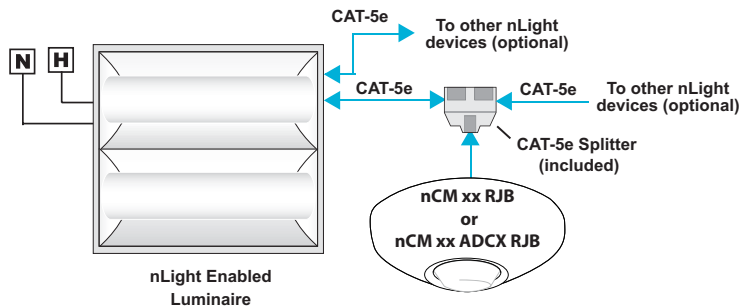 CAT-5e
To other nLight
devices (optional)
N
H
CAT-5e
CAT-5e
To other nLight
devices (optional)
CAT-5e Splitter
(included)
nCM xx RJB
or
nCM xx ADCX RJB
nLight Enabled
Luminaire